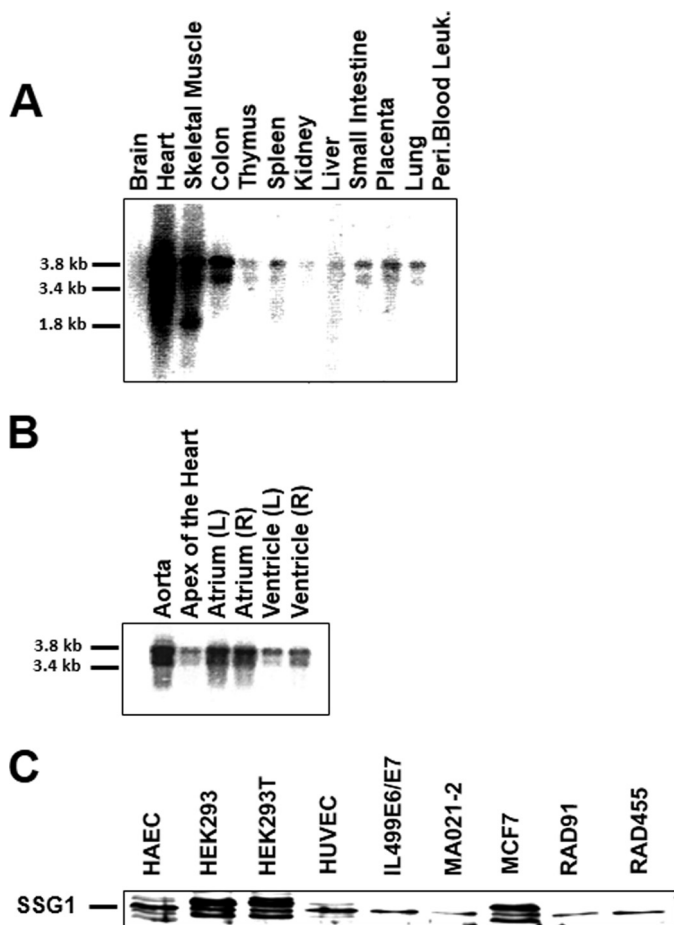 A
Brain
Heart
Skeletal Muscle
Colon
Thymus
Spleen
Kidney
Liver
Small Intestine
Placenta
Lung
Peri.Blood Leuk.
3.8 kb
3.4 kb
1.8 kb
B
Aorta
Apex of the Heart
Atrium (L)
Atrium (R)
Ventricle (L)
Ventricle (R)
3.8 kb
3.4 kb
C
HAEC
HEK293
HEK293T
HUVEC
IL499E6/E7
MA021-2
MCF7
RAD91
RAD455
SSG1